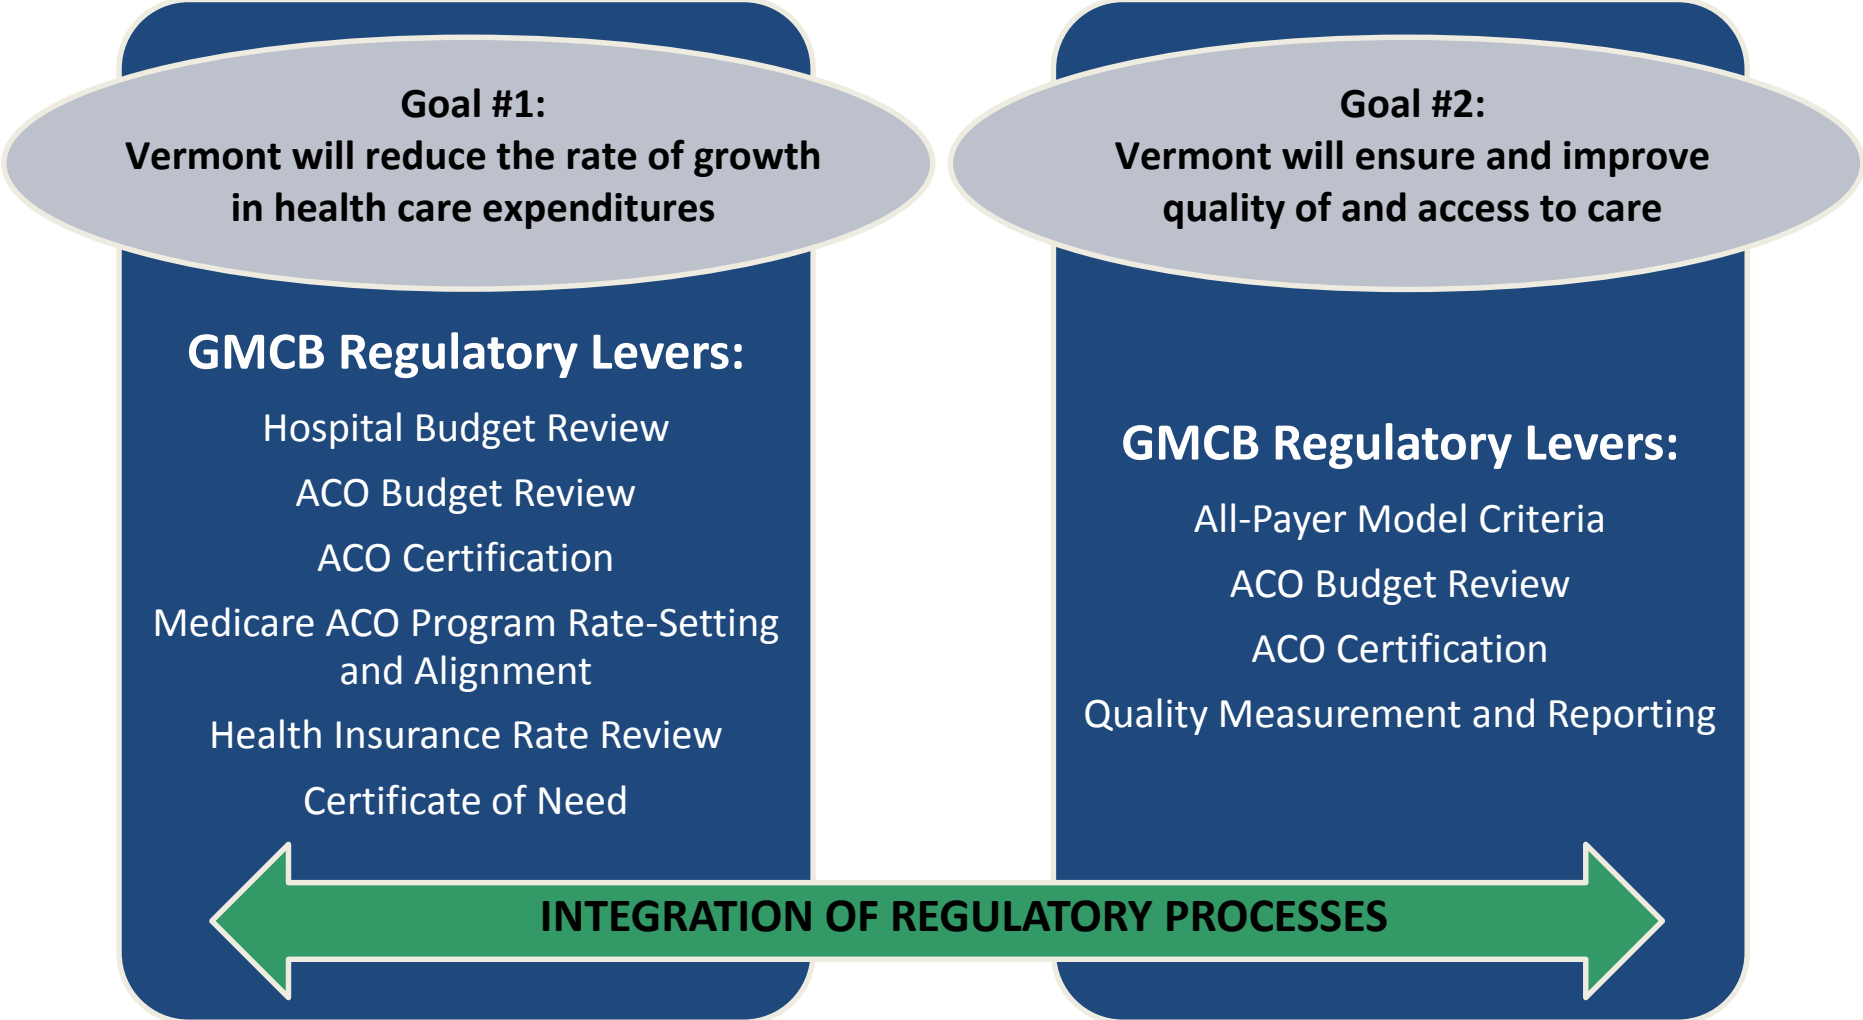 Goal #1:
Vermont will reduce the rate of growth
in health care expenditures
GMCB Regulatory Levers:
Hospital Budget Review
ACO Budget Review
ACO Certification
Medicare ACO Program Rate-Setting
and Alignment
Health Insurance Rate Review
Certificate of Need
Goal #2:
Vermont will ensure and improve
quality of and access to care
GMCB Regulatory Levers:
All-Payer Model Criteria
ACO Budget Review
ACO Certification
Quality Measurement and Reporting
INTEGRATION OF REGULATORY PROCESSES